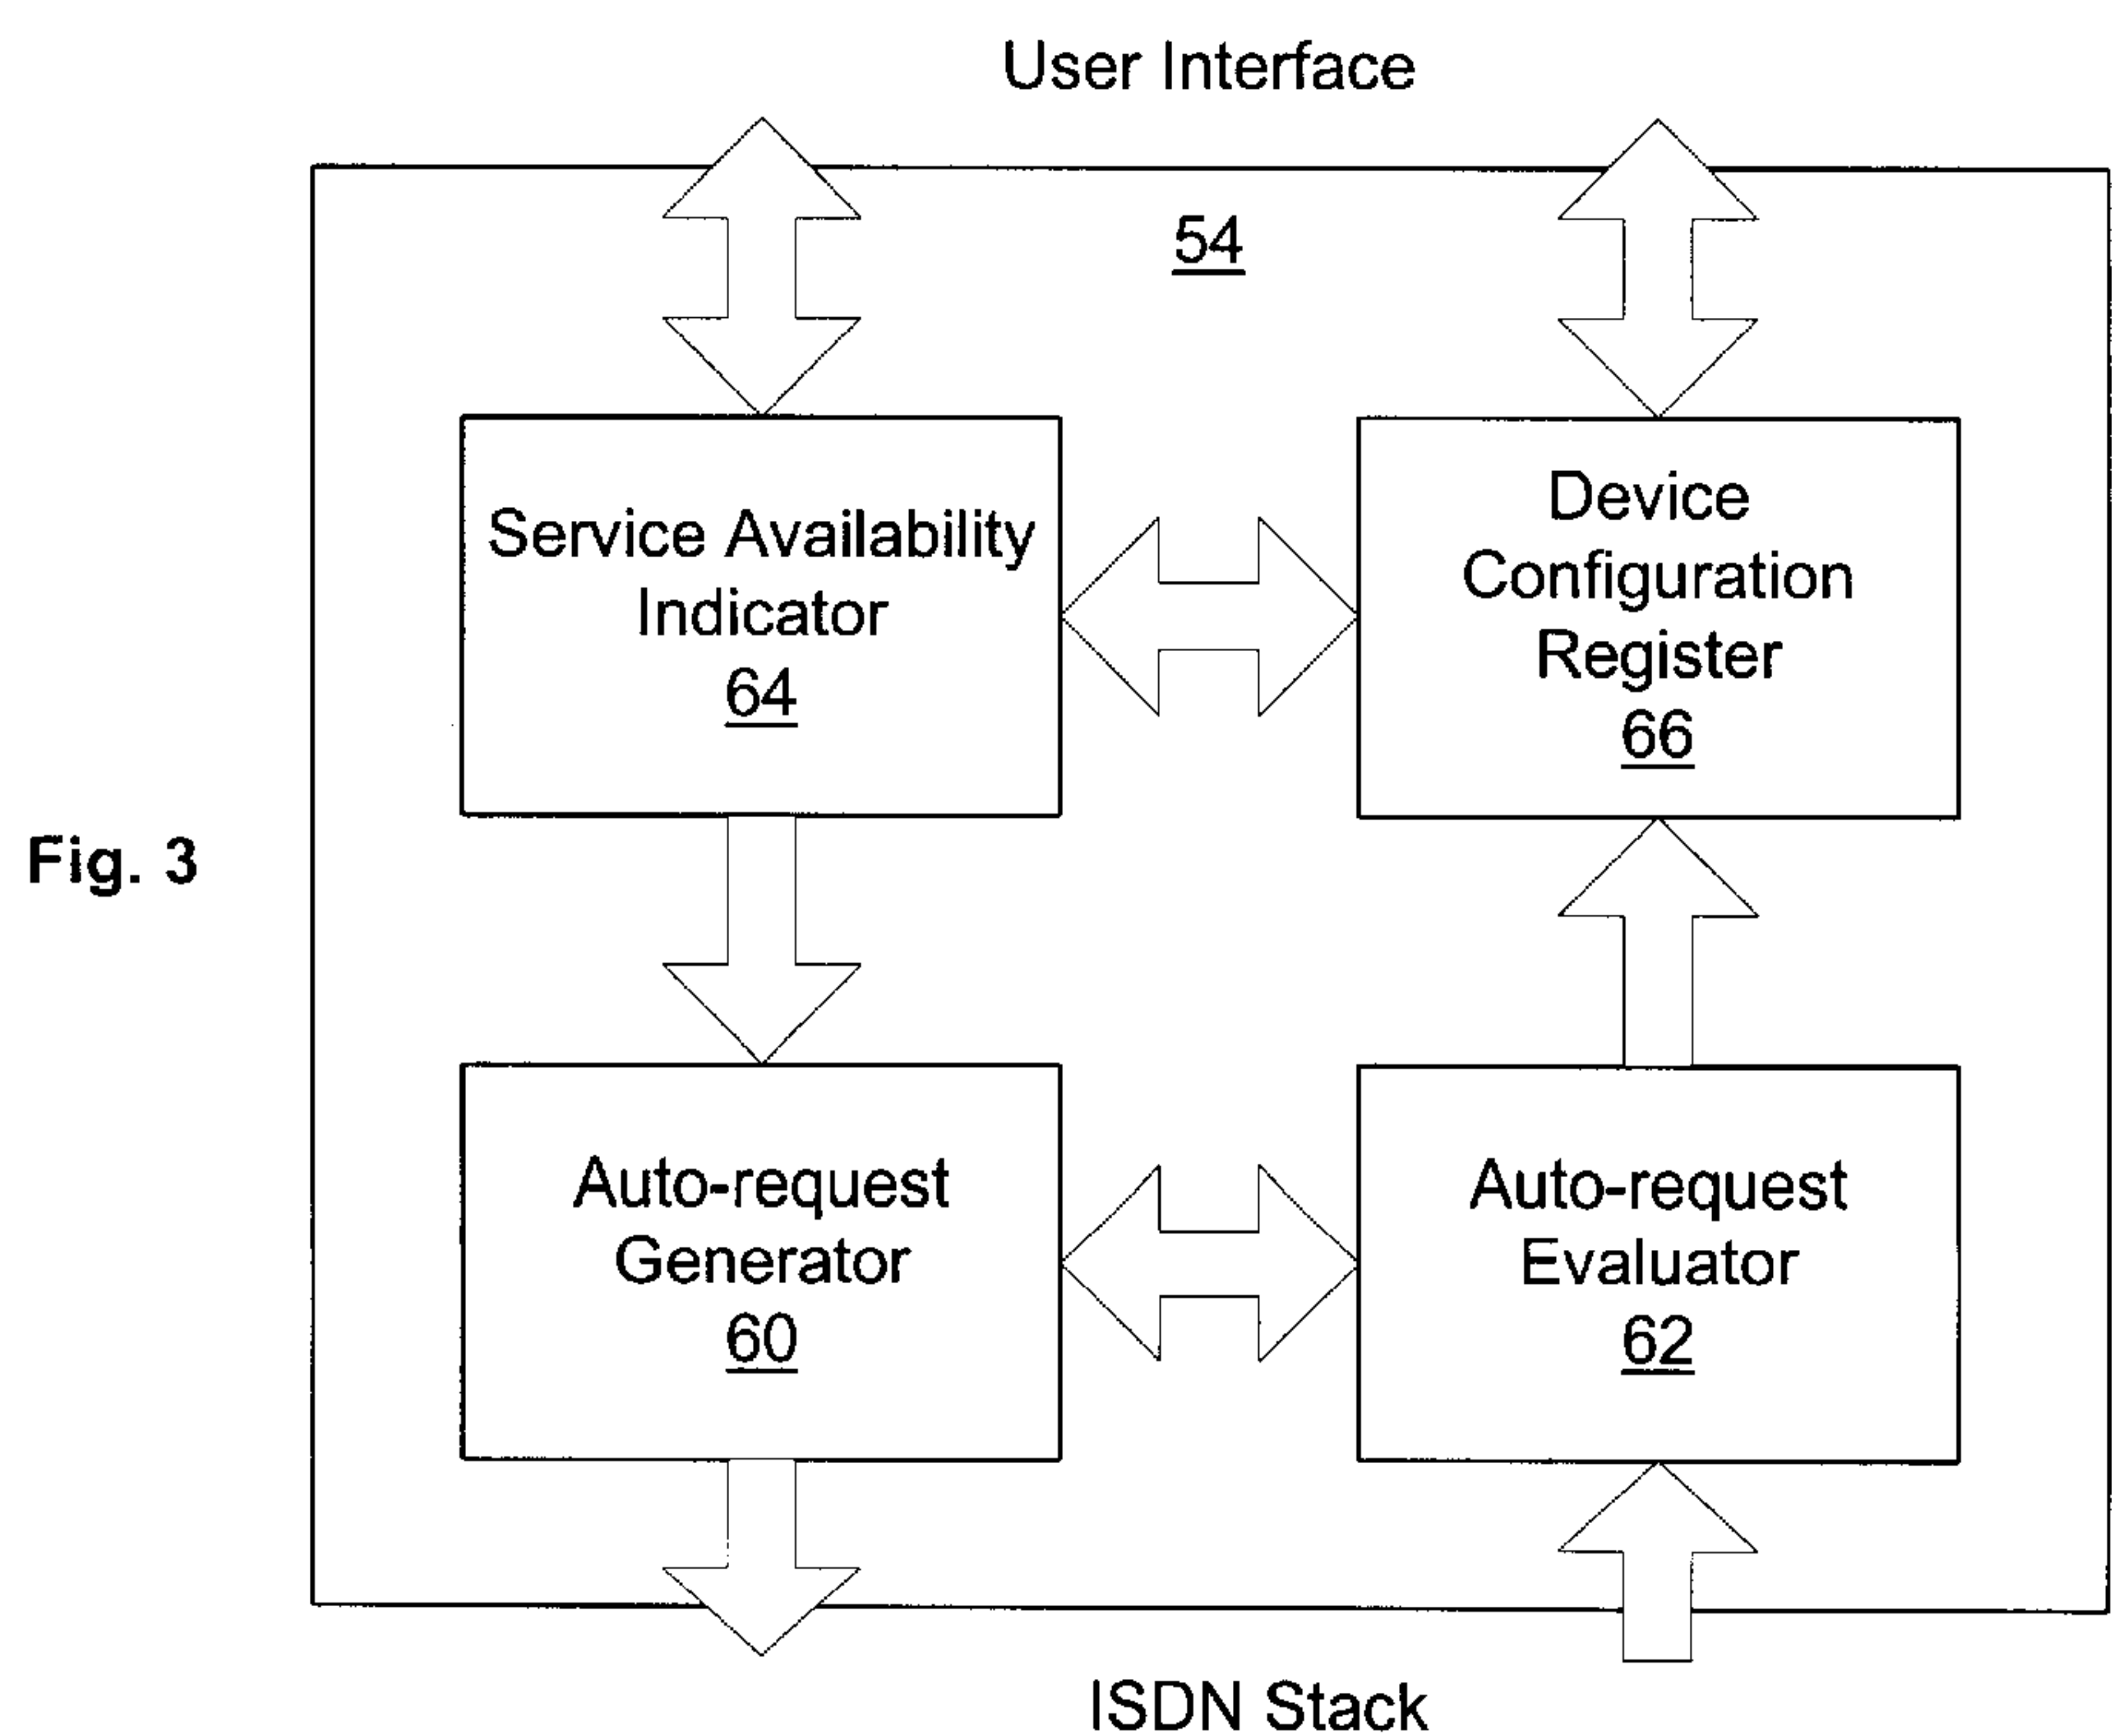 User Interface
54
Service Availability
Indicator
64
Device
Configuration
Register
66
Fig. 3
Auto-request
Generator
60
Auto-request
Evaluator
62
ISDN Stack